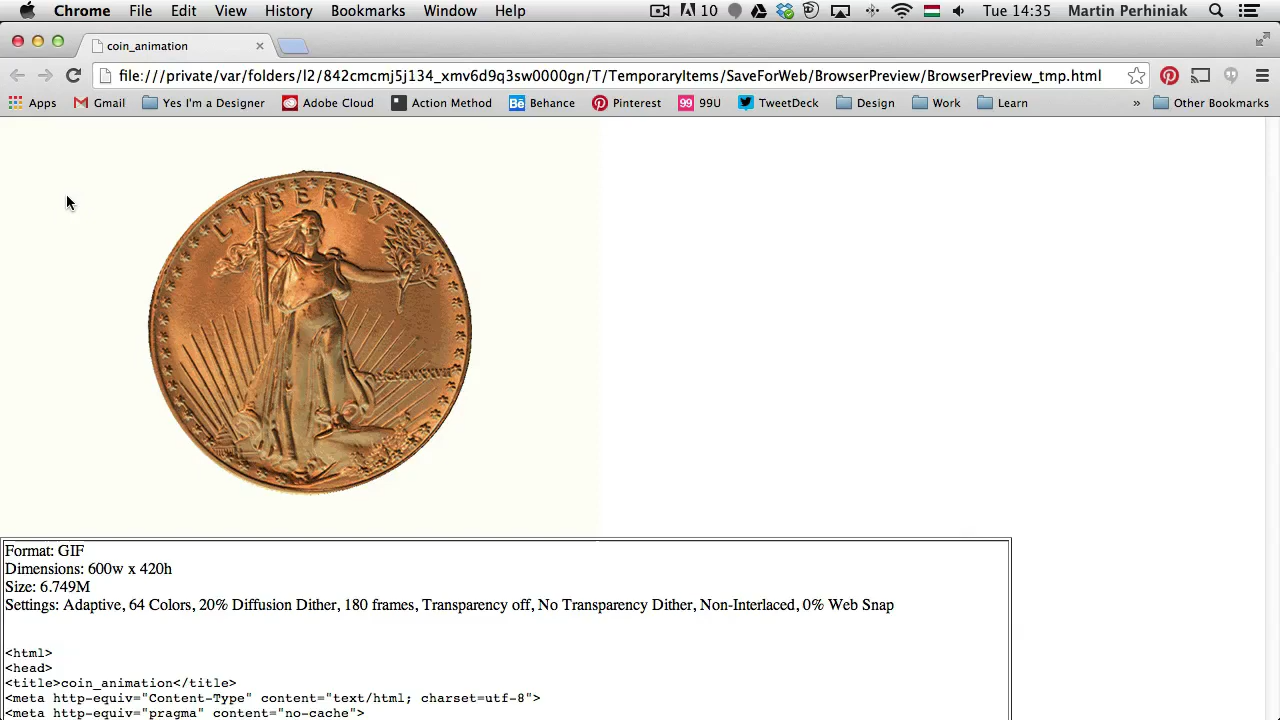 Chrome File Edit View History Bookmarks Window Help 10 Tue 14:35 Martin Perhiniak
coin_animation
file:///private/var/folders/l2/842cmcmj5j134_xnv6d9q3sw0000gn/T/TemporaryItems/SaveForWeb/BrowserPreview/BrowserPreview_tmp.html
Apps Gmail Yes I'm a Designer Adobe Cloud Action Method Bē Behance Pinterest 99 99U TweetDeck Design Work Learn » Other Bookmarks
LIBERTY
Format: GIF
Dimensions: 600w x 420h
Size: 6.749M
Settings: Adaptive, 64 Colors, 20% Diffusion Dither, 180 frames, Transparency off, No Transparency Dither, Non-Interlaced, 0% Web Snap
<html>
<head>
<title>coin_animation</title>
<meta http-equiv="Content-Type" content="text/html; charset=utf-8">
<meta http-equiv="pragma" content="no-cache">